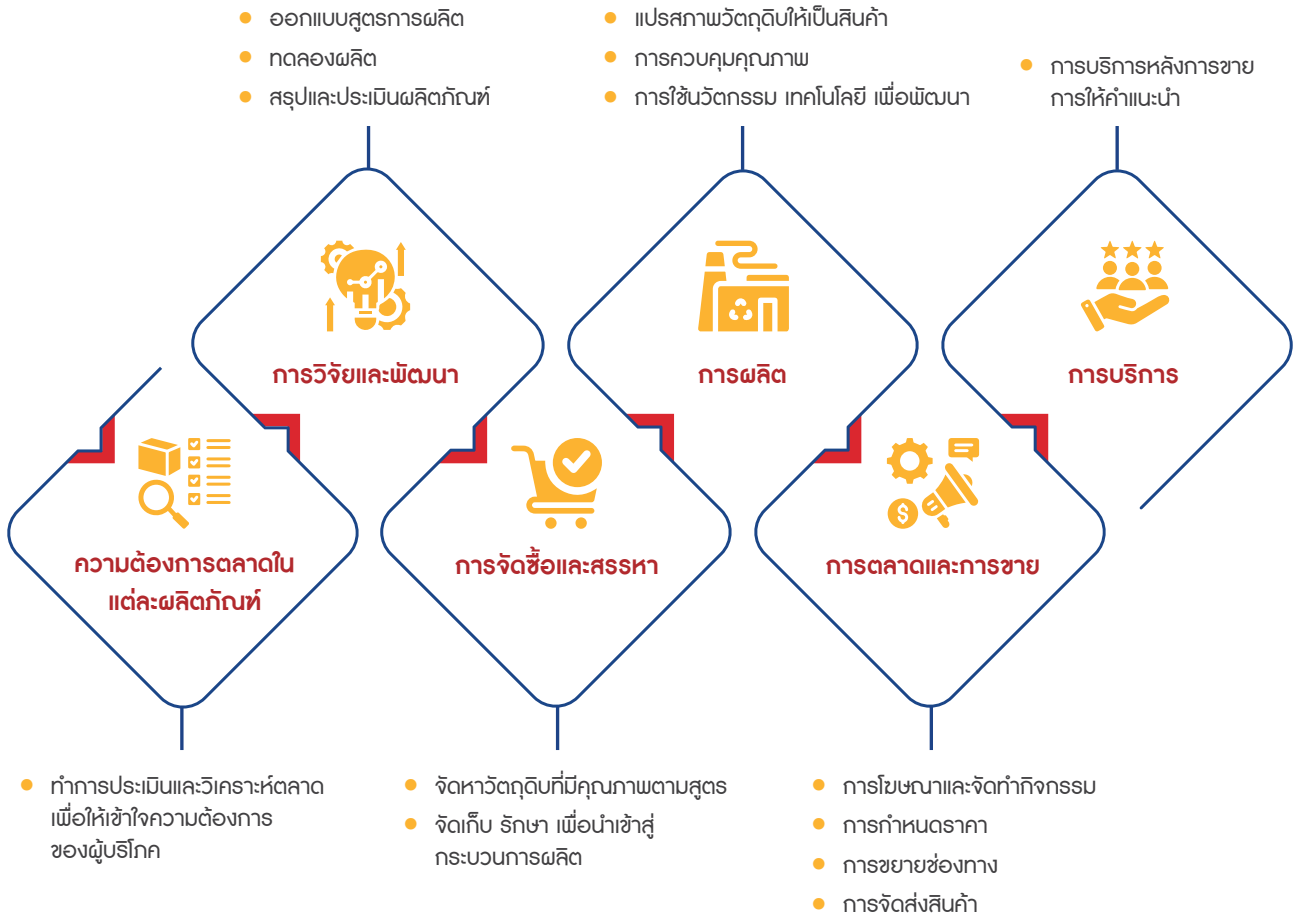 ออกแบบสูตรการผลิต
ทดลองผลิต
สรุปและประเมินผลิตภัณฑ์
แปรสภาพวัตถุดิบให้เป็นสินค้า
การควบคุมคุณภาพ
การใช้นวัตกรรม เทคโนโลยี เพื่อพัฒนา
การบริการหลังการขาย
การให้คำแนะนำ
การวิจัยและพัฒนา
การผลิต
การบริการ
ความต้องการตลาดใน
แต่ละผลิตภัณฑ์
การจัดซื้อและสรรหา
การตลาดและการขาย
ทำการประเมินและวิเคราะห์ตลาด
เพื่อให้เข้าใจความต้องการ
ของผู้บริโภค
จัดหาวัตถุดิบที่มีคุณภาพตามสูตร
จัดเก็บ รักษา เพื่อนำเข้าสู่
กระบวนการผลิต
การโฆษณาและจัดทำกิจกรรม
การกำหนดราคา
การขยายช่องทาง
การจัดส่งสินค้า